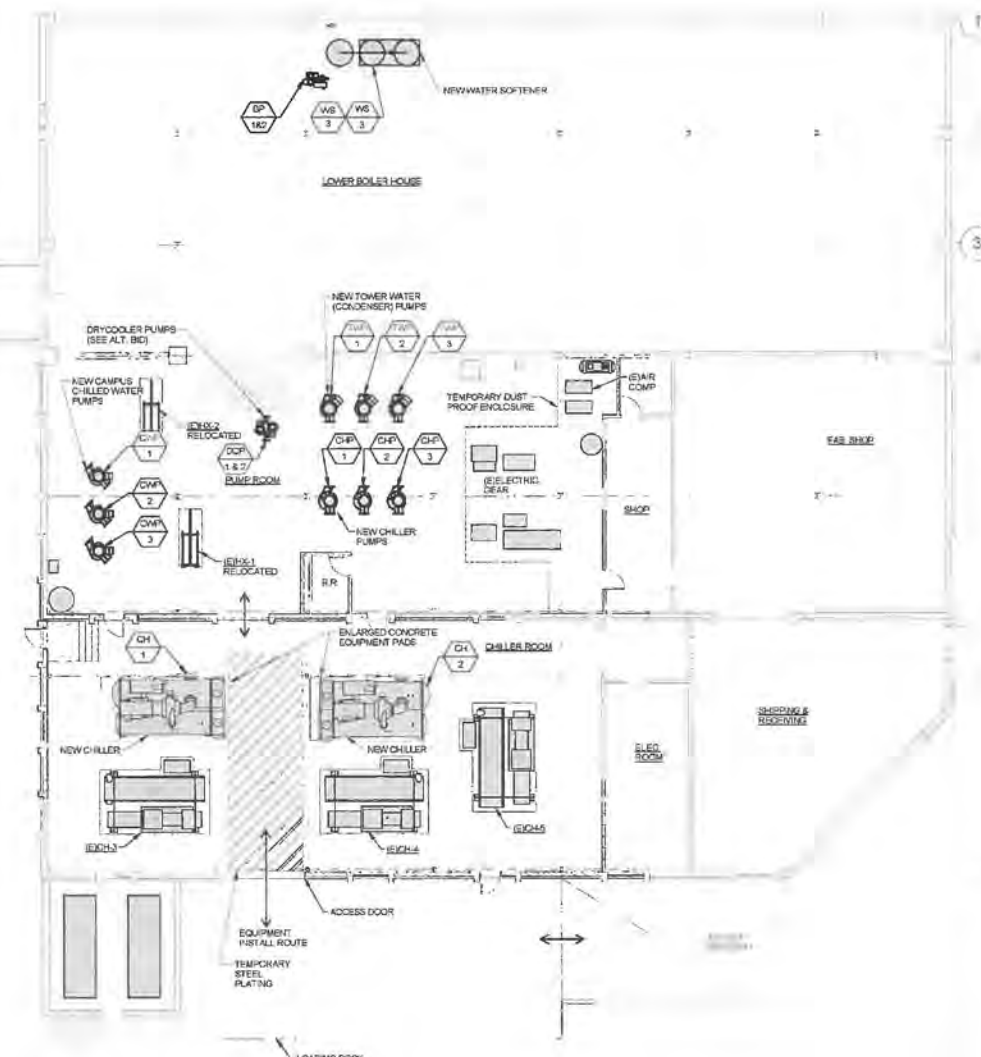 NEW WATER SOFTENER
SP
1&2
WS
3
WS
3
LOWER BOILER HOUSE
3
NEW TOWER WATER
(CONDENSER) PUMPS
TWP
1
TWP
2
TWP
3
DRYCOOLER PUMPS
(SEE ALT. BID)
NEW CAMPUS
CHILLED WATER
PUMPS
(E)HX-2
RELOCATED
CWP
1
DCP
1 & 2
PUMP ROOM
CHP
1
CHP
2
CHP
3
TEMPORARY DUST
PROOF ENCLOSURE
(E)AIR
COMP
FAB SHOP
CWP
2
(E)ELECTRIC
GEAR
SHOP
CWP
3
NEW CHILLER
PUMPS
(E)HX-1
RELOCATED
R.R
ENLARGED CONCRETE
EQUIPMENT PADS
CH
1
CH
2
CHILLER ROOM
SHIPPING &
RECEIVING
NEW CHILLER
NEW CHILLER
ELEC
ROOM
(E)CH-3
(E)CH-4
(E)CH-5
ACCESS DOOR
EQUIPMENT
INSTALL ROUTE
TEMPORARY
STEEL
PLATING
LOADING DOCK